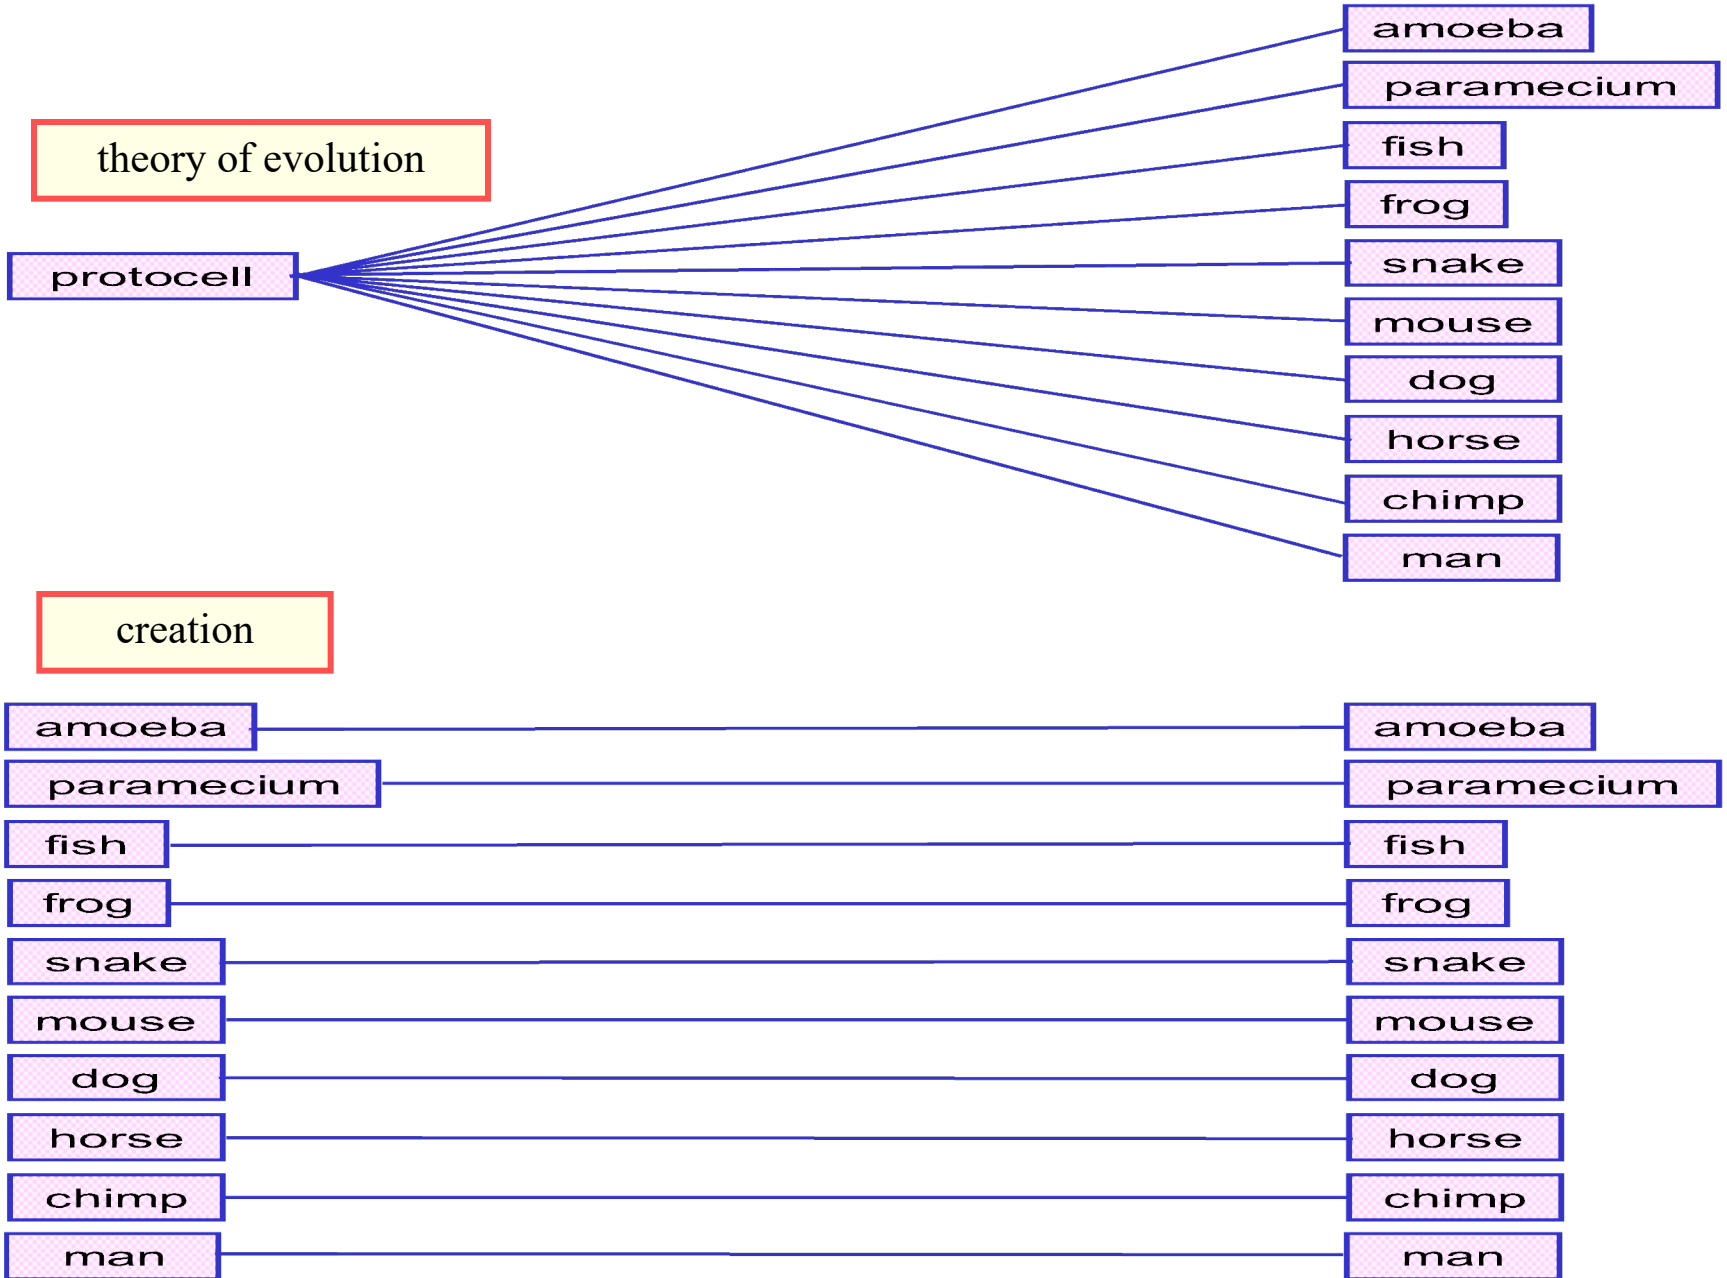 amoeba
paramecium
theory of evolution
fish
frog
protocell
snake
mouse
dog
horse
chimp
man
creation
amoeba amoeba
paramecium paramecium
fish fish
frog frog
snake snake
mouse mouse
dog dog
horse horse
chimp chimp
man man